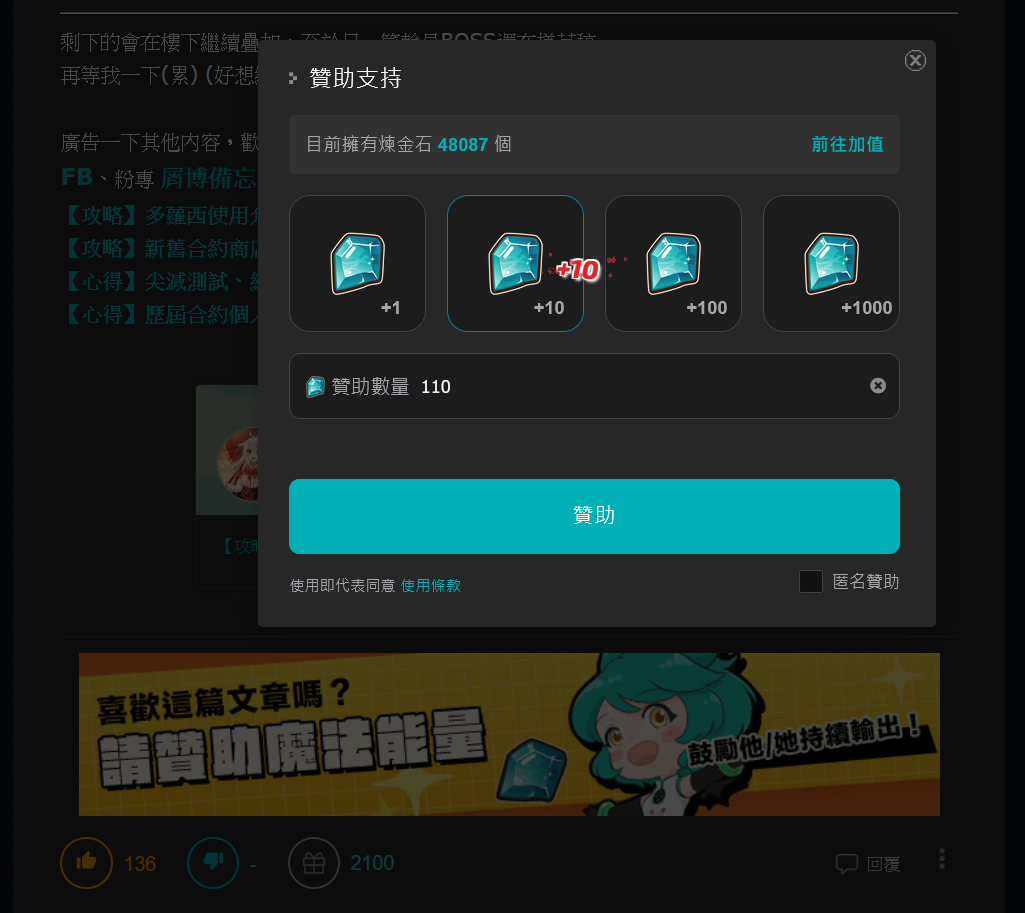 剩下的會在樓下繼續疊加，至於
再等我一下(累) (好想
贊助支持
目前擁有煉金石 48087 個
前往加值
廣告一下其他內容，歡
FB、粉專 屑博備忘
【攻略】多蘿西使用
【攻略】新舊合約商店
【心得】尖滅測試、
【心得】歷屆合約個人
+1
+10
+10
+100
+1000
贊助數量 110
贊助
【攻略
使用即代表同意 使用條款
匿名贊助
喜歡這篇文章嗎？
請贊助魔法能量
鼓勵他/她持續輸出！
136
-
2100
回覆